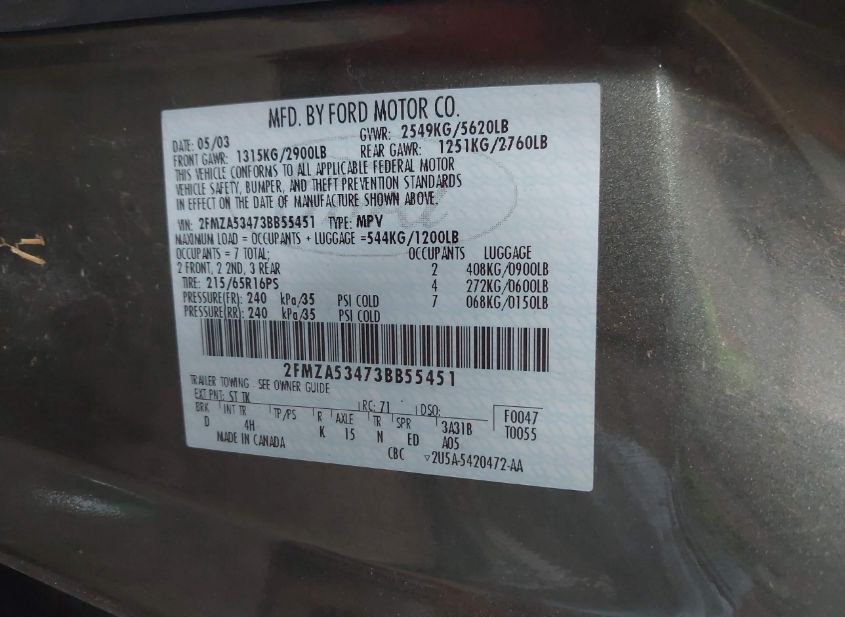 MFD. BY FORD MOTOR CO.
DATE: 05/03 GVWR: 2549KG/5620LB
FRONT GAWR: 1315KG/2900LB REAR GAWR: 1251KG/2760LB
THIS VEHICLE CONFORMS TO ALL APPLICABLE FEDERAL MOTOR
VEHICLE SAFETY, BUMPER, AND THEFT PREVENTION STANDARDS
IN EFFECT ON THE DATE OF MANUFACTURE SHOWN ABOVE.
VIN: 2FMZA53473BB55451 TYPE: MPV
MAXIMUM LOAD = OCCUPANTS + LUGGAGE =544KG/1200LB
OCCUPANTS = 7 TOTAL; OCCUPANTS LUGGAGE
2 FRONT, 2 2ND, 3 REAR 2 408KG/0900LB
TIRE: 215/65R16PS 4 272KG/0600LB
PRESSURE(FR): 240 kPa/35 PSI COLD 7 068KG/0150LB
PRESSURE(RR): 240 kPa/35 PSI COLD
2FMZA53473BB55451
TRAILER TOWING - SEE OWNER GUIDE
EXT PNT: ST TK RC: 71 DSO: F0047
BRK INT TR TP/PS R AXLE TR SPR 3A31B T0055
D 4H K 15 N ED A05
MADE IN CANADA CBC ▽2U5A-5420472-AA